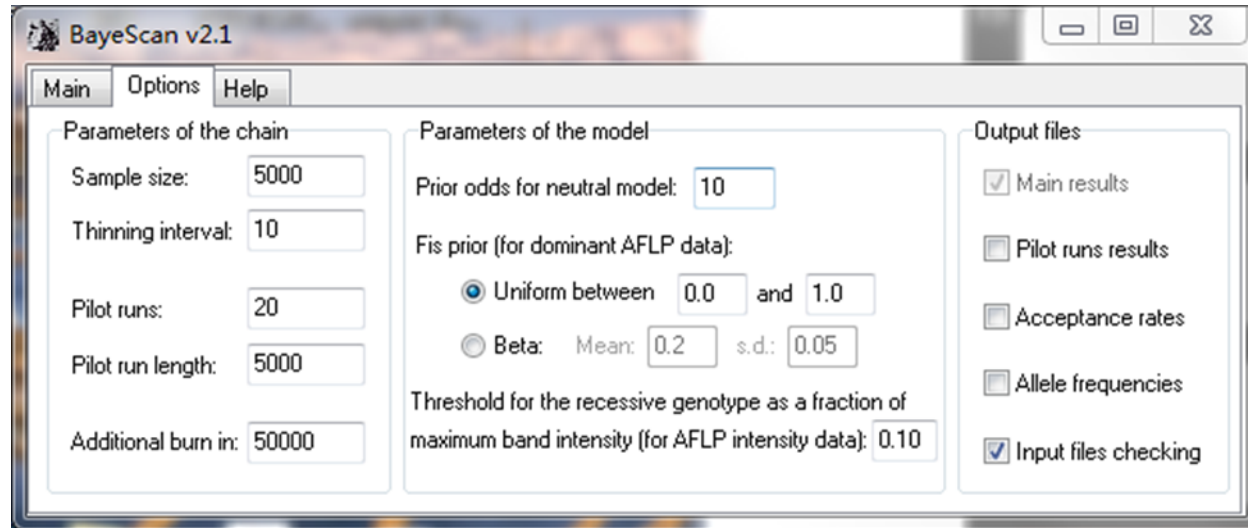 BayeScan v2.1
Main Options Help
Parameters of the chain
Sample size: 5000
Thinning interval: 10
Pilot runs: 20
Pilot run length: 5000
Additional burn in: 50000
Parameters of the model
Prior odds for neutral model: 10
Fis prior (for dominant AFLP data):
Uniform between 0.0 and 1.0
Beta: Mean: 0.2 s.d.: 0.05
Threshold for the recessive genotype as a fraction of
maximum band intensity (for AFLP intensity data): 0.10
Output files
Main results
Pilot runs results
Acceptance rates
Allele frequencies
Input files checking